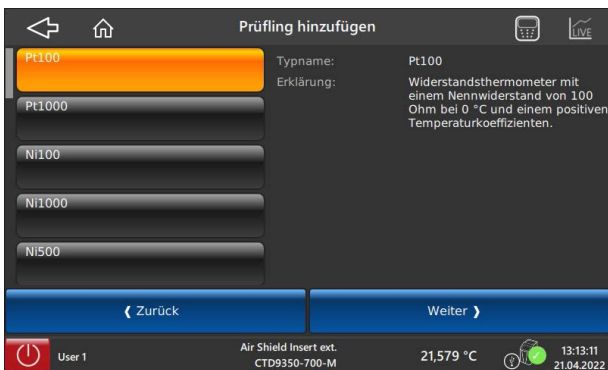 Prüfling hinzufügen
LIVE
Pt100
Pt1000
Ni100
Ni1000
Ni500
Typname: Pt100
Erklärung: Widerstandsthermometer mit
einem Nennwiderstand von 100
Ohm bei 0 °C und einem positiven
Temperaturkoeffizienten.
❰ Zurück
Weiter ❱
User 1
Air Shield Insert ext.
CTD9350-700-M
21,579 °C
13:13:11
21.04.2022